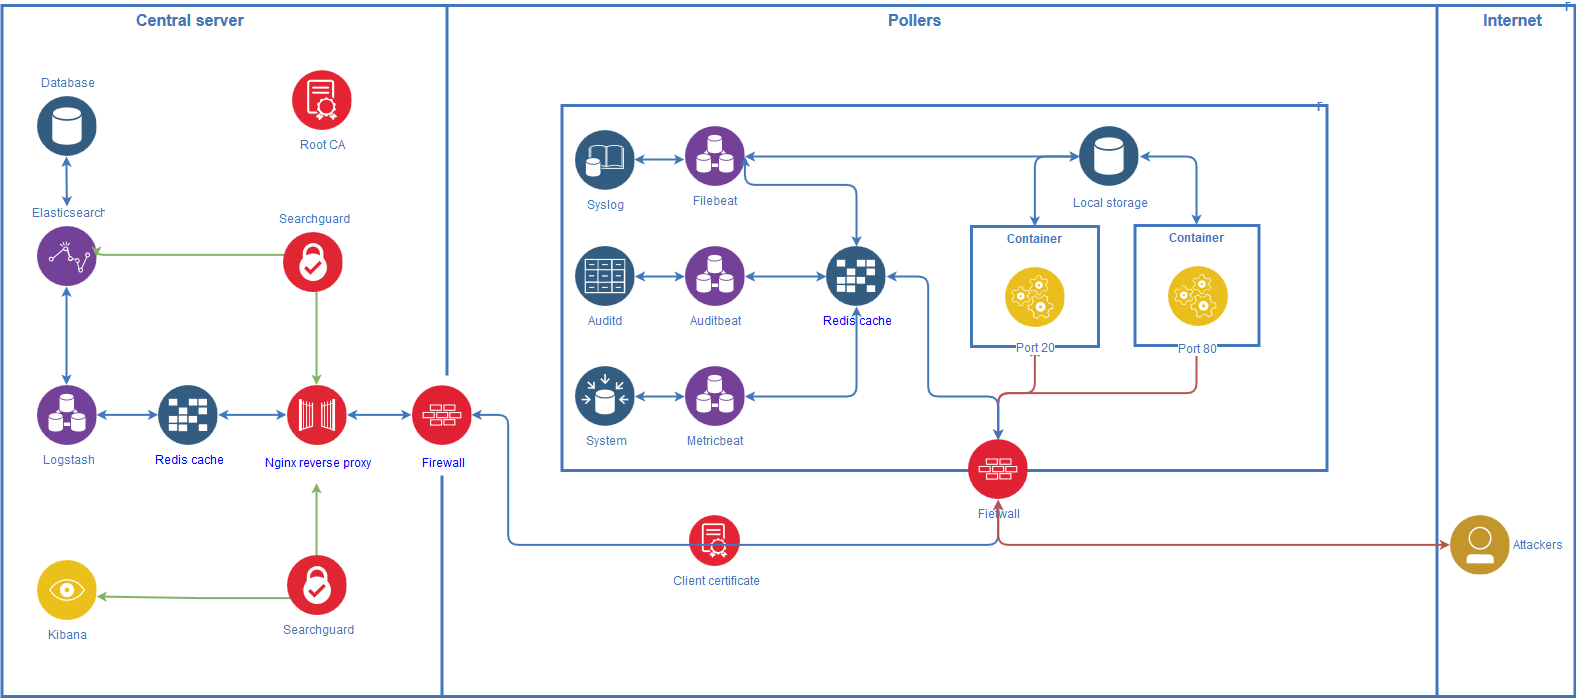 Central server
Pollers
Internet
Database
Root CA
Elasticsearch
Searchguard
Logstash
Redis cache
Nginx reverse proxy
Firewall
Kibana
Searchguard
Syslog
Filebeat
Local storage
Container
Container
Auditd
Auditbeat
Redis cache
Port 20
Port 80
System
Metricbeat
Fiefwall
Client certificate
Attackers